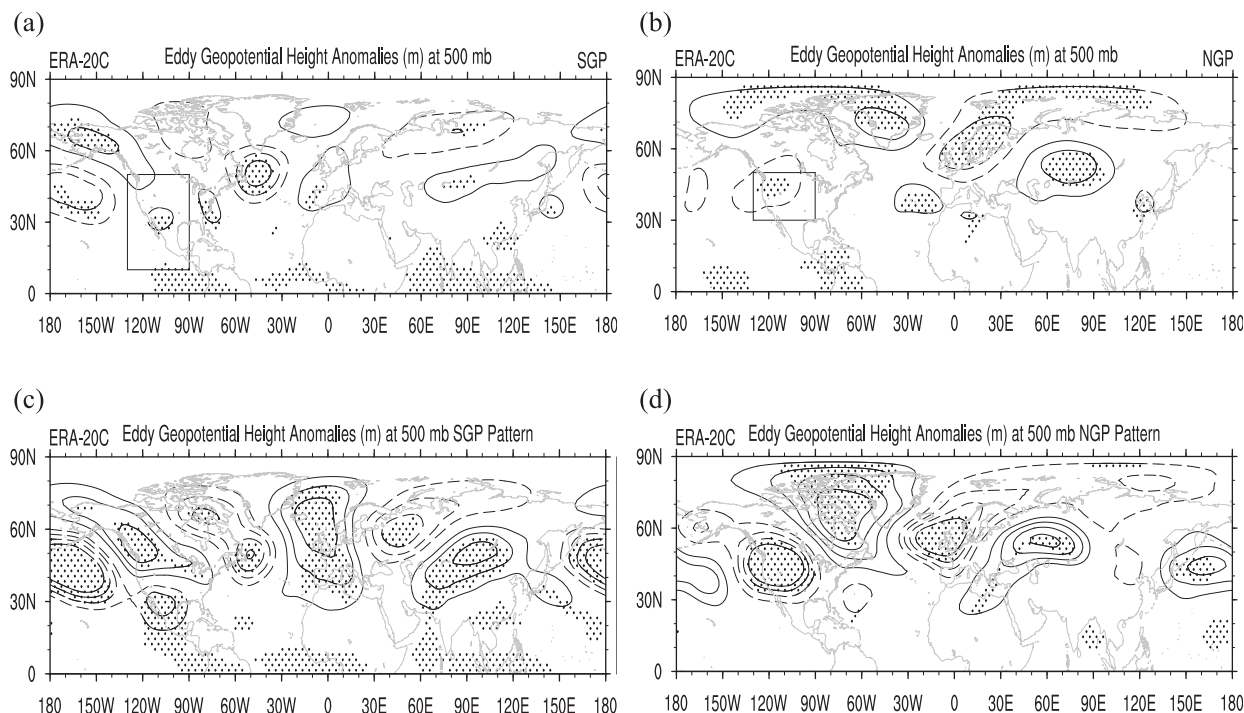 (a)
ERA-20C Eddy Geopotential Height Anomalies (m) at 500 mb SGP
90N
60N
30N
0
180 150W 120W 90W 60W 30W 0 30E 60E 90E 120E 150E 180
(b)
ERA-20C Eddy Geopotential Height Anomalies (m) at 500 mb NGP
90N
60N
30N
0
180 150W 120W 90W 60W 30W 0 30E 60E 90E 120E 150E 180
(c)
ERA-20C Eddy Geopotential Height Anomalies (m) at 500 mb SGP Pattern
90N
60N
30N
0
180 150W 120W 90W 60W 30W 0 30E 60E 90E 120E 150E 180
(d)
ERA-20C Eddy Geopotential Height Anomalies (m) at 500 mb NGP Pattern
90N
60N
30N
0
180 150W 120W 90W 60W 30W 0 30E 60E 90E 120E 150E 180